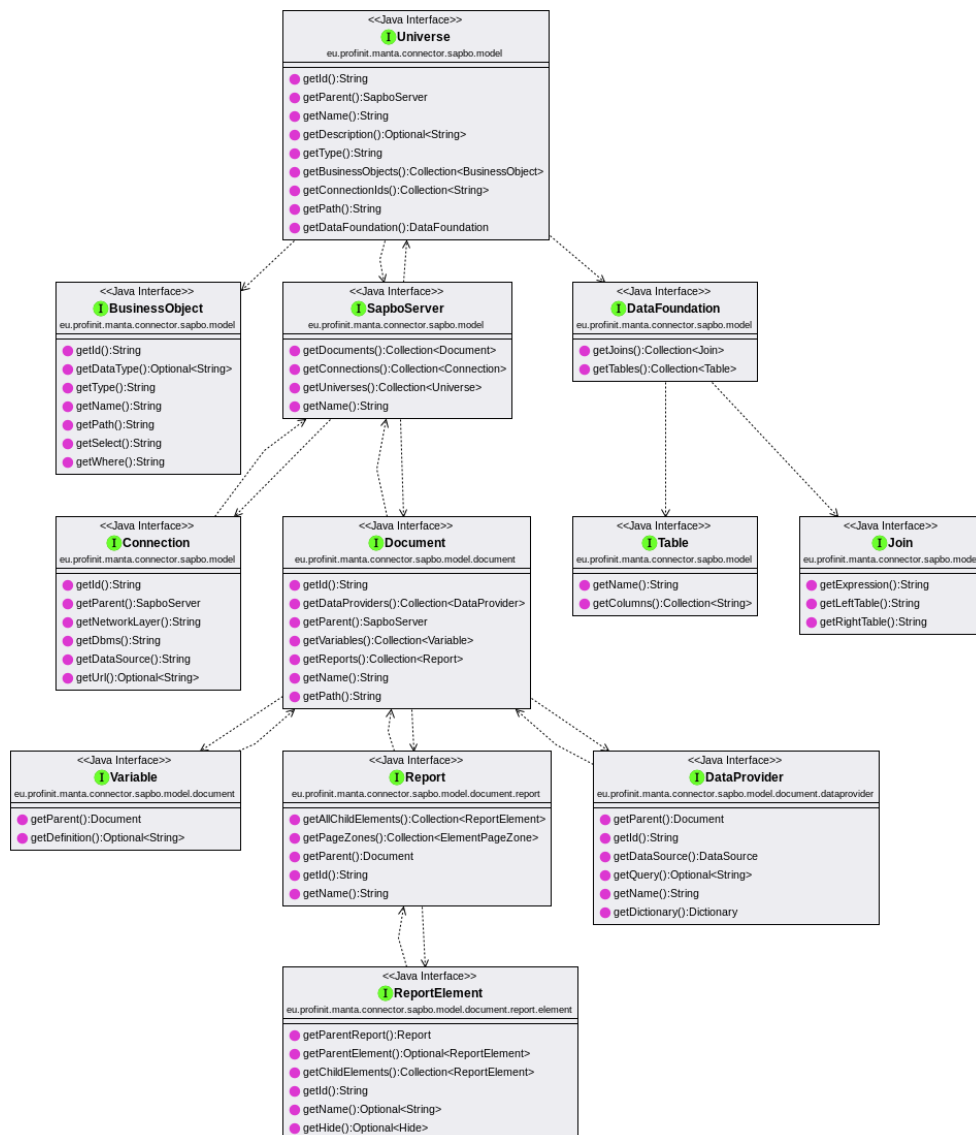 <<Java Interface>>
I Universe
eu.profinit.manta.connector.sapbo.model
getId():String
getParent():SapboServer
getName():String
getDescription():Optional<String>
getType():String
getBusinessObjects():Collection<BusinessObject>
getConnectionIds():Collection<String>
getPath():String
getDataFoundation():DataFoundation
<<Java Interface>>
I BusinessObject
eu.profinit.manta.connector.sapbo.model
getId():String
getDataType():Optional<String>
getType():String
getName():String
getPath():String
getSelect():String
getWhere():String
<<Java Interface>>
I SapboServer
eu.profinit.manta.connector.sapbo.model
getDocuments():Collection<Document>
getConnections():Collection<Connection>
getUniverses():Collection<Universe>
getName():String
<<Java Interface>>
I DataFoundation
eu.profinit.manta.connector.sapbo.model
getJoins():Collection<Join>
getTables():Collection<Table>
<<Java Interface>>
I Connection
eu.profinit.manta.connector.sapbo.model
getId():String
getParent():SapboServer
getNetworkLayer():String
getDbms():String
getDataSource():String
getUrl():Optional<String>
<<Java Interface>>
I Document
eu.profinit.manta.connector.sapbo.model.document
getId():String
getDataProviders():Collection<DataProvider>
getParent():SapboServer
getVariables():Collection<Variable>
getReports():Collection<Report>
getName():String
getPath():String
<<Java Interface>>
I Table
eu.profinit.manta.connector.sapbo.model
getName():String
getColumns():Collection<String>
<<Java Interface>>
I Join
eu.profinit.manta.connector.sapbo.model
getExpression():String
getLeftTable():String
getRightTable():String
<<Java Interface>>
I Variable
eu.profinit.manta.connector.sapbo.model.document
getParent():Document
getDefinition():Optional<String>
<<Java Interface>>
I Report
eu.profinit.manta.connector.sapbo.model.document.report
getAllChildElements():Collection<ReportElement>
getPageZones():Collection<ElementPageZone>
getParent():Document
getId():String
getName():String
<<Java Interface>>
I DataProvider
eu.profinit.manta.connector.sapbo.model.document.dataprovider
getParent():Document
getId():String
getDataSource():DataSource
getQuery():Optional<String>
getName():String
getDictionary():Dictionary
<<Java Interface>>
I ReportElement
eu.profinit.manta.connector.sapbo.model.document.report.element
getParentReport():Report
getParentElement():Optional<ReportElement>
getChildElements():Collection<ReportElement>
getId():String
getName():Optional<String>
getHide():Optional<Hide>